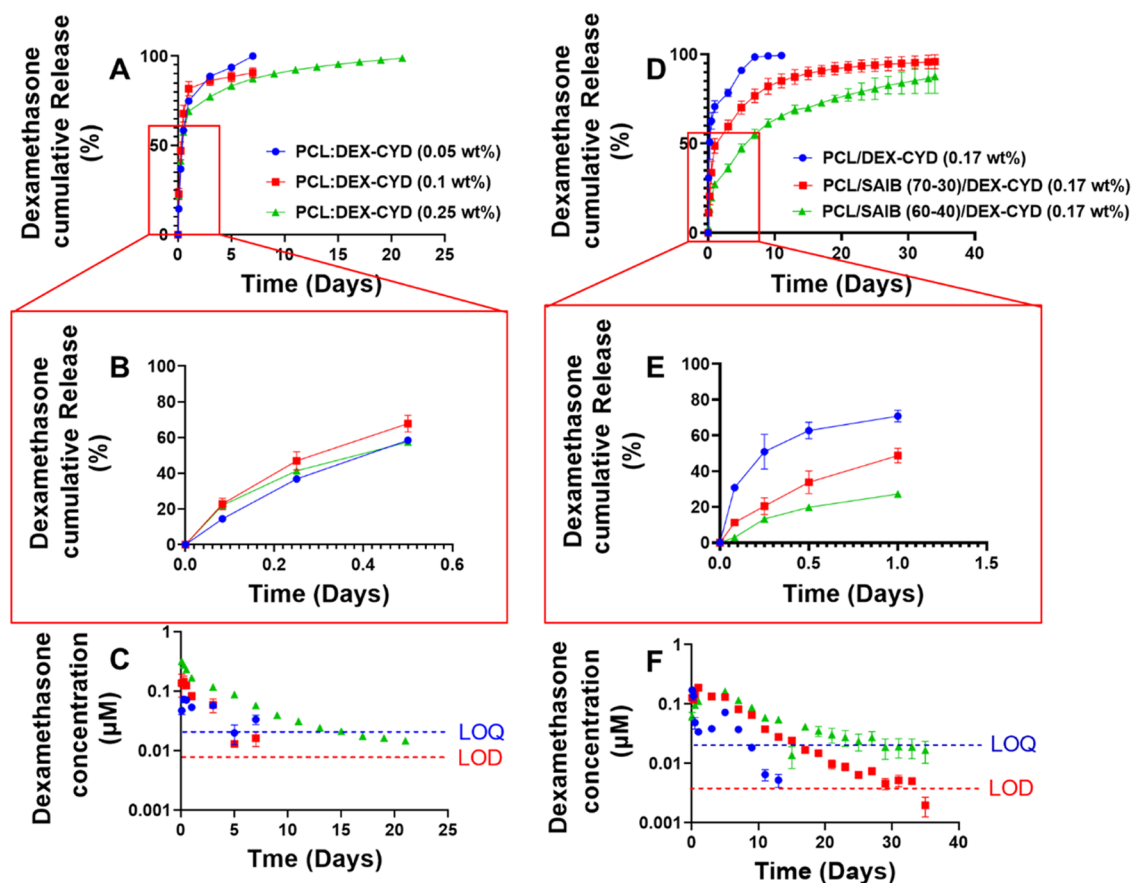 A
Dexamethasone
cumulative Release
(%)
100
50
0
PCL:DEX-CYD (0.05 wt%)
PCL:DEX-CYD (0.1 wt%)
PCL:DEX-CYD (0.25 wt%)
0 5 10 15 20 25
Time (Days)
D
Dexamethasone
cumulative Release
(%)
100
50
0
PCL/DEX-CYD (0.17 wt%)
PCL/SAIB (70-30)/DEX-CYD (0.17 wt%)
PCL/SAIB (60-40)/DEX-CYD (0.17 wt%)
0 10 20 30 40
Time (Days)
B
Dexamethasone
cumulative Release
(%)
100
80
60
40
20
0
0.0 0.2 0.4 0.6
Time (Days)
E
Dexamethasone
cumulative Release
(%)
100
80
60
40
20
0
0.0 0.5 1.0 1.5
Time (Days)
C
Dexamethasone
concentration
(µM)
1
0.1
0.01
0.001
LOQ
LOD
0 5 10 15 20 25
Tme (Days)
F
Dexamethasone
concentration
(µM)
1
0.1
0.01
0.001
LOQ
LOD
0 10 20 30 40
Time (Days)